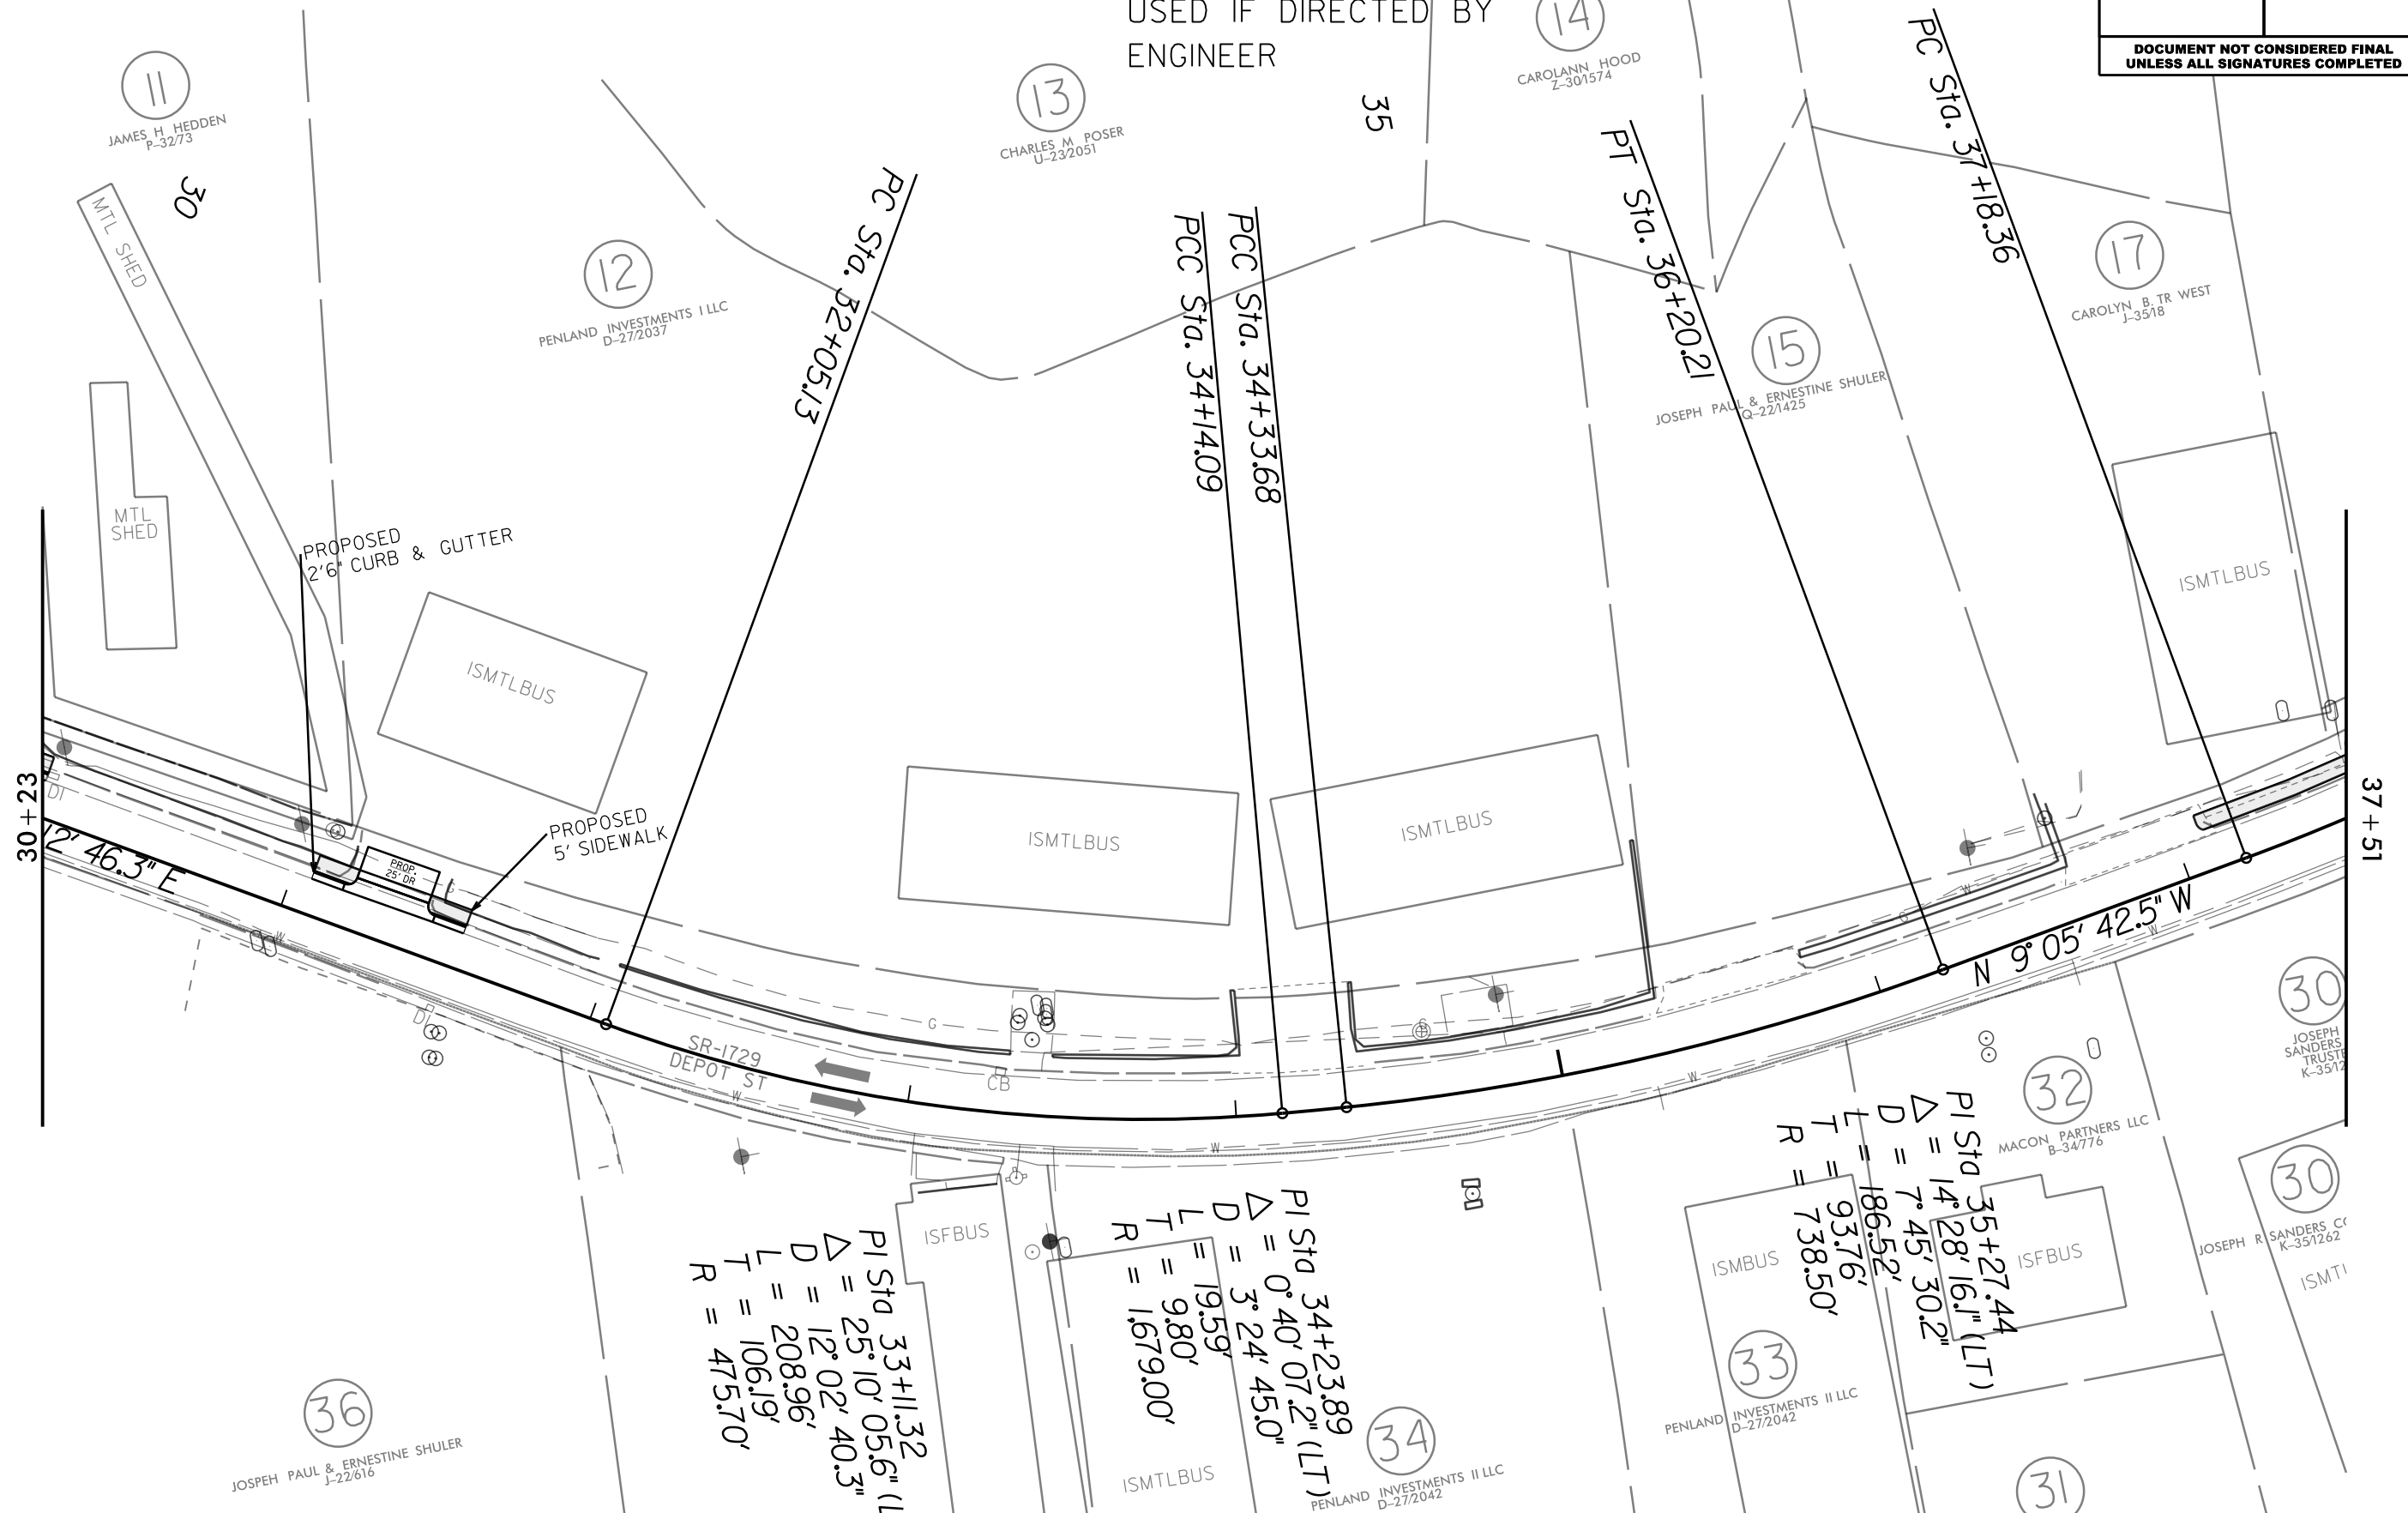 USED IF DIRECTED BY
ENGINEER
DOCUMENT NOT CONSIDERED FINAL
UNLESS ALL SIGNATURES COMPLETED
11
JAMES H HEDDEN
P-32/73
30
MTL SHED
MTL
SHED
12
PENLAND INVESTMENTS I LLC
D-27/2037
13
CHARLES M POSER
U-23/2051
35
14
CAROLANN HOOD
Z-30/1574
15
JOSEPH PAUL & ERNESTINE SHULER
Q-22/1425
17
CAROLYN B. TR WEST
J-35/18
PC Sta. 32+05.13
PCC Sta. 34+14.09
PCC Sta. 34+33.68
PT Sta. 36+20.21
PC Sta. 37+18.36
PROPOSED
2'6" CURB & GUTTER
ISMTLBUS
PROPOSED
5' SIDEWALK
PROP.
25' DR
ISMTLBUS
ISMTLBUS
ISMTLBUS
30+23
37+51
DI
12' 46.3" E
G
W
DI
SR-1729
DEPOT ST
W
G
CB
W
G
W
G
W
W
N 9° 05' 42.5" W
30
JOSEPH
SANDERS
TRUSTE
K-35/12
32
MACON PARTNERS LLC
B-34/776
30
JOSEPH R SANDERS CO
K-35/1262
ISMTI
ISFBUS
ISMBUS
ISFBUS
ISMTLBUS
PI Sta 33+11.32
Δ = 25° 10' 05.6" (L
D = 12° 02' 40.3"
L = 208.96'
T = 106.19'
R = 475.70'
PI Sta 34+23.89
Δ = 0° 40' 07.2" (LT)
D = 3° 24' 45.0"
L = 19.59'
T = 9.80'
R = 1,679.00'
PI Sta 35+27.44
Δ = 14° 28' 16.1" (LT)
D = 7° 45' 30.2"
L = 186.52'
T = 93.76'
R = 738.50'
33
PENLAND INVESTMENTS II LLC
D-27/2042
34
PENLAND INVESTMENTS II LLC
D-27/2042
36
JOSPEH PAUL & ERNESTINE SHULER
J-22/616
31